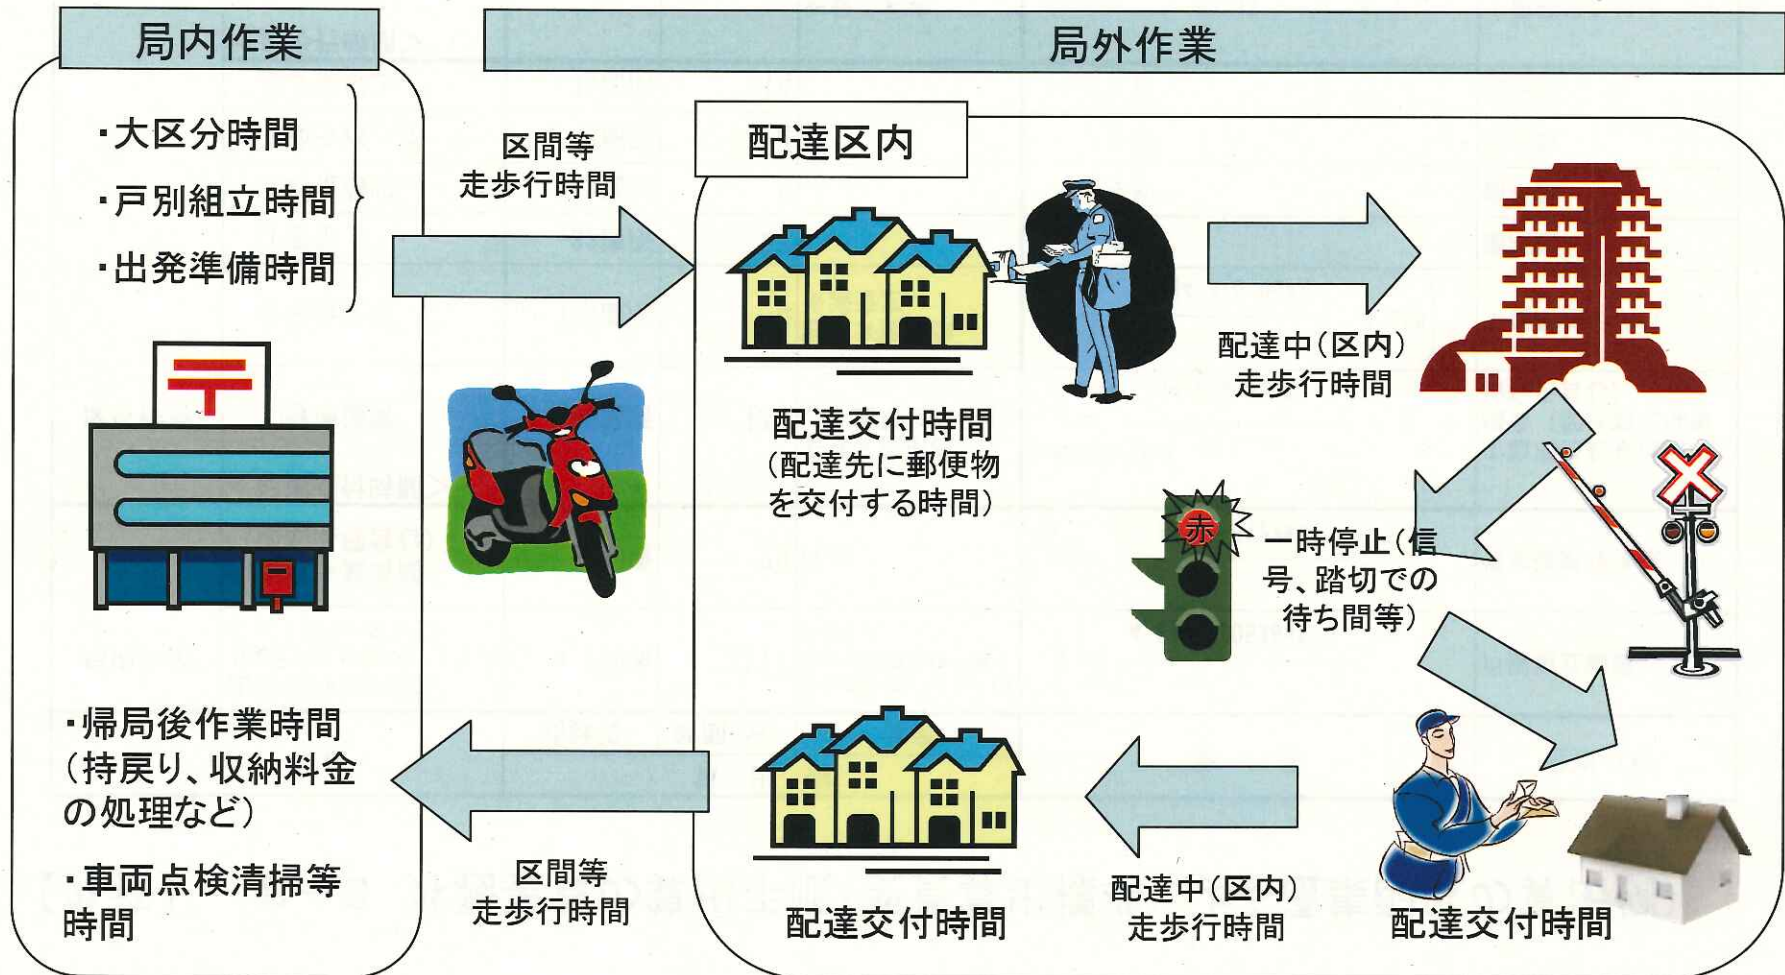 局内作業
局外作業
・大区分時間
・戸別組立時間
・出発準備時間
区間等
走歩行時間
配達区内
配達中(区内)
走歩行時間
配達交付時間
(配達先に郵便物
を交付する時間)
赤
一時停止(信
号、踏切での
待ち間等)
・帰局後作業時間
(持戻り、収納料金
の処理など)
・車両点検清掃等
時間
区間等
走歩行時間
配達交付時間
配達中(区内)
走歩行時間
配達交付時間